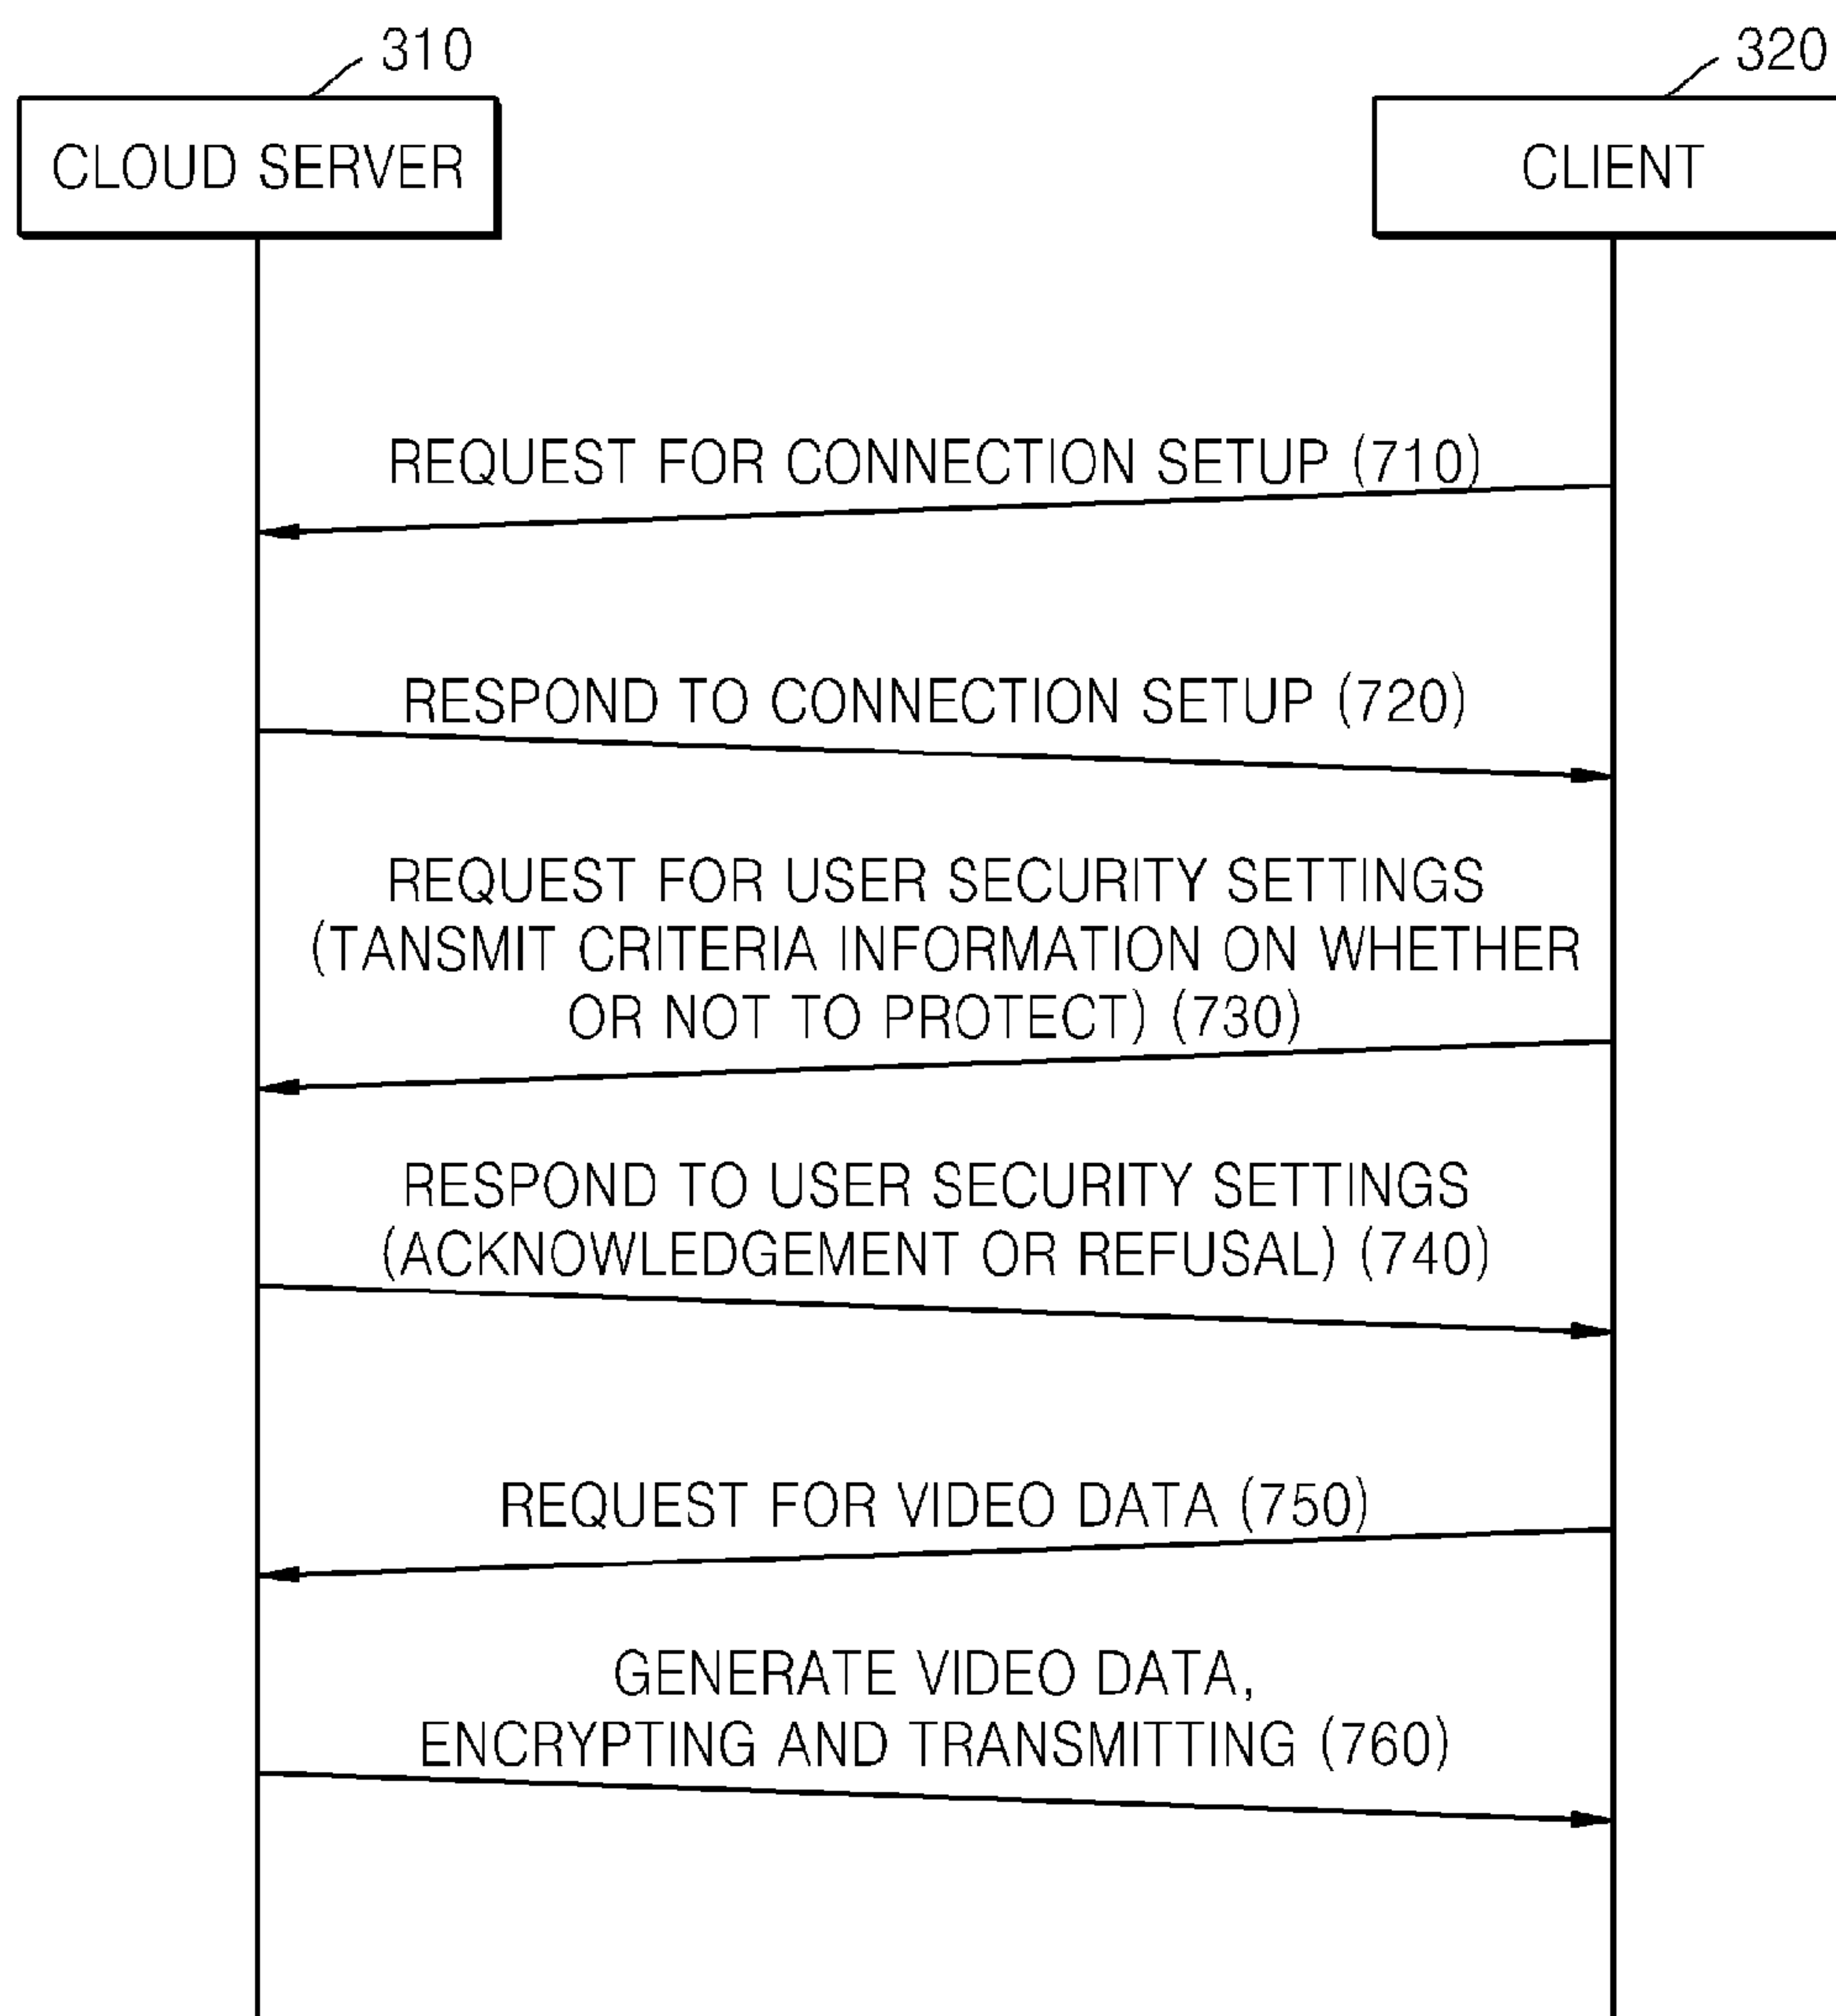 310
320
CLOUD SERVER
CLIENT
REQUEST FOR CONNECTION SETUP (710)
RESPOND TO CONNECTION SETUP (720)
REQUEST FOR USER SECURITY SETTINGS
(TANSMIT CRITERIA INFORMATION ON WHETHER
OR NOT TO PROTECT) (730)
RESPOND TO USER SECURITY SETTINGS
(ACKNOWLEDGEMENT OR REFUSAL) (740)
REQUEST FOR VIDEO DATA (750)
GENERATE VIDEO DATA,
ENCRYPTING AND TRANSMITTING (760)